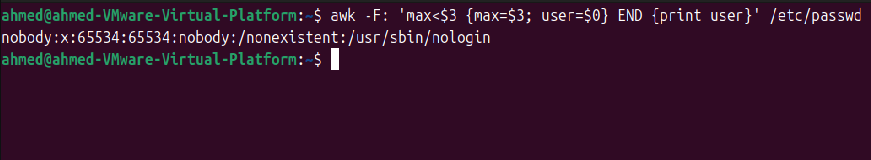 ahmed@ahmed-VMware-Virtual-Platform:~$ awk -F: 'max<$3 {max=$3; user=$0} END {print user}' /etc/passwd
nobody:x:65534:65534:nobody:/nonexistent:/usr/sbin/nologin
ahmed@ahmed-VMware-Virtual-Platform:~$